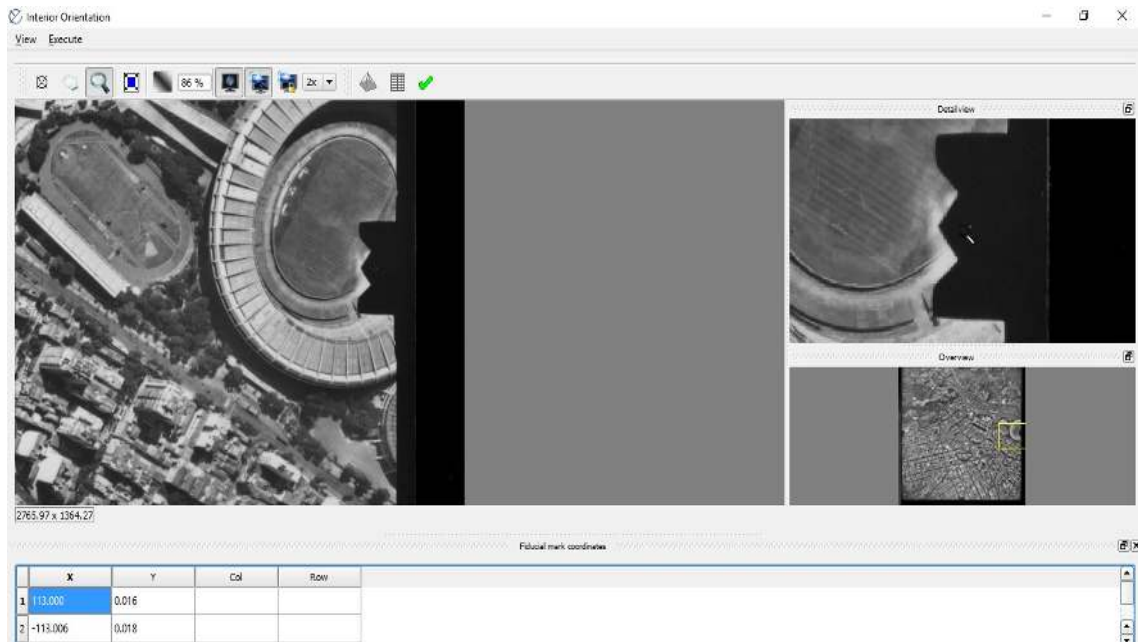 Interior Orientation
View Execute
86 %
2x
Detail view
Overview
2765.97 x 1364.27
Fiducial mark coordinates
X Y Col Row
1 113.000 0.016
2 -113.006 0.018